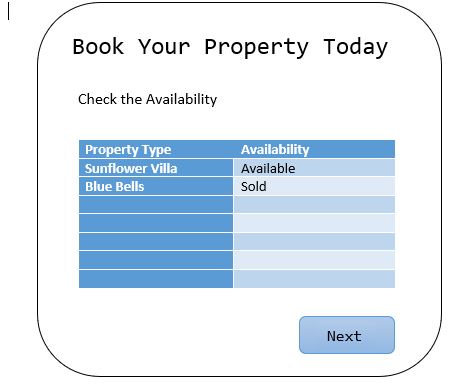 Book Your Property Today
Check the Availability
Property Type Availability
Sunflower Villa Available
Blue Bells Sold
Next